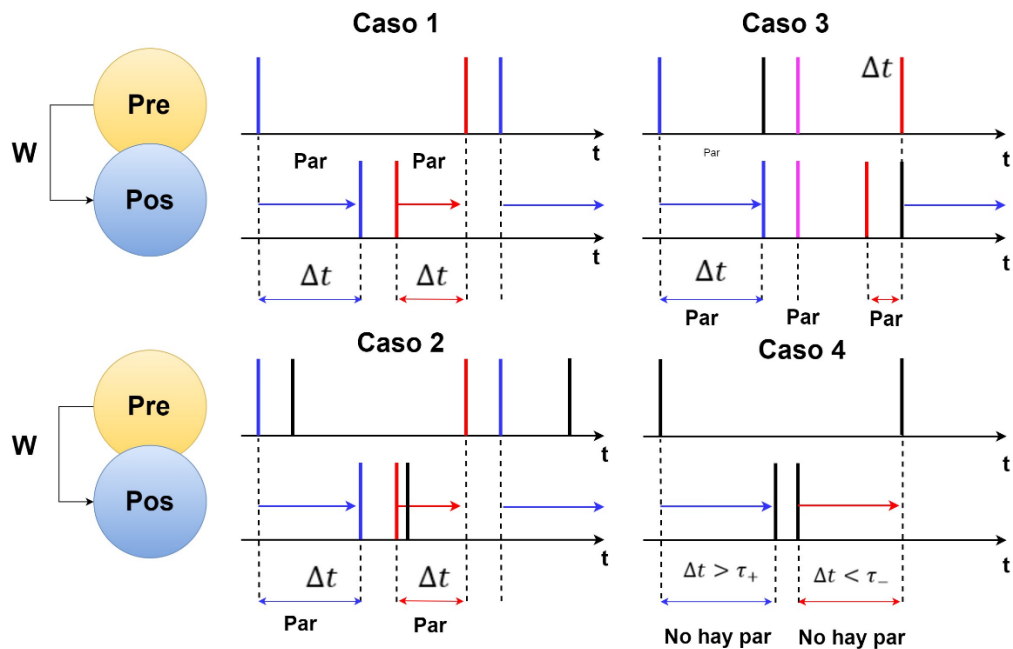 Caso 1
Pre
W
Pos
Par
Par
t
Δt
Δt
t
Caso 3
Δt
t
Par
Δt
t
Par
Par
Par
Caso 2
Pre
W
Pos
t
Δt
Δt
t
Par
Par
Caso 4
t
t
Δt > τ₊
Δt < τ₋
No hay par
No hay par